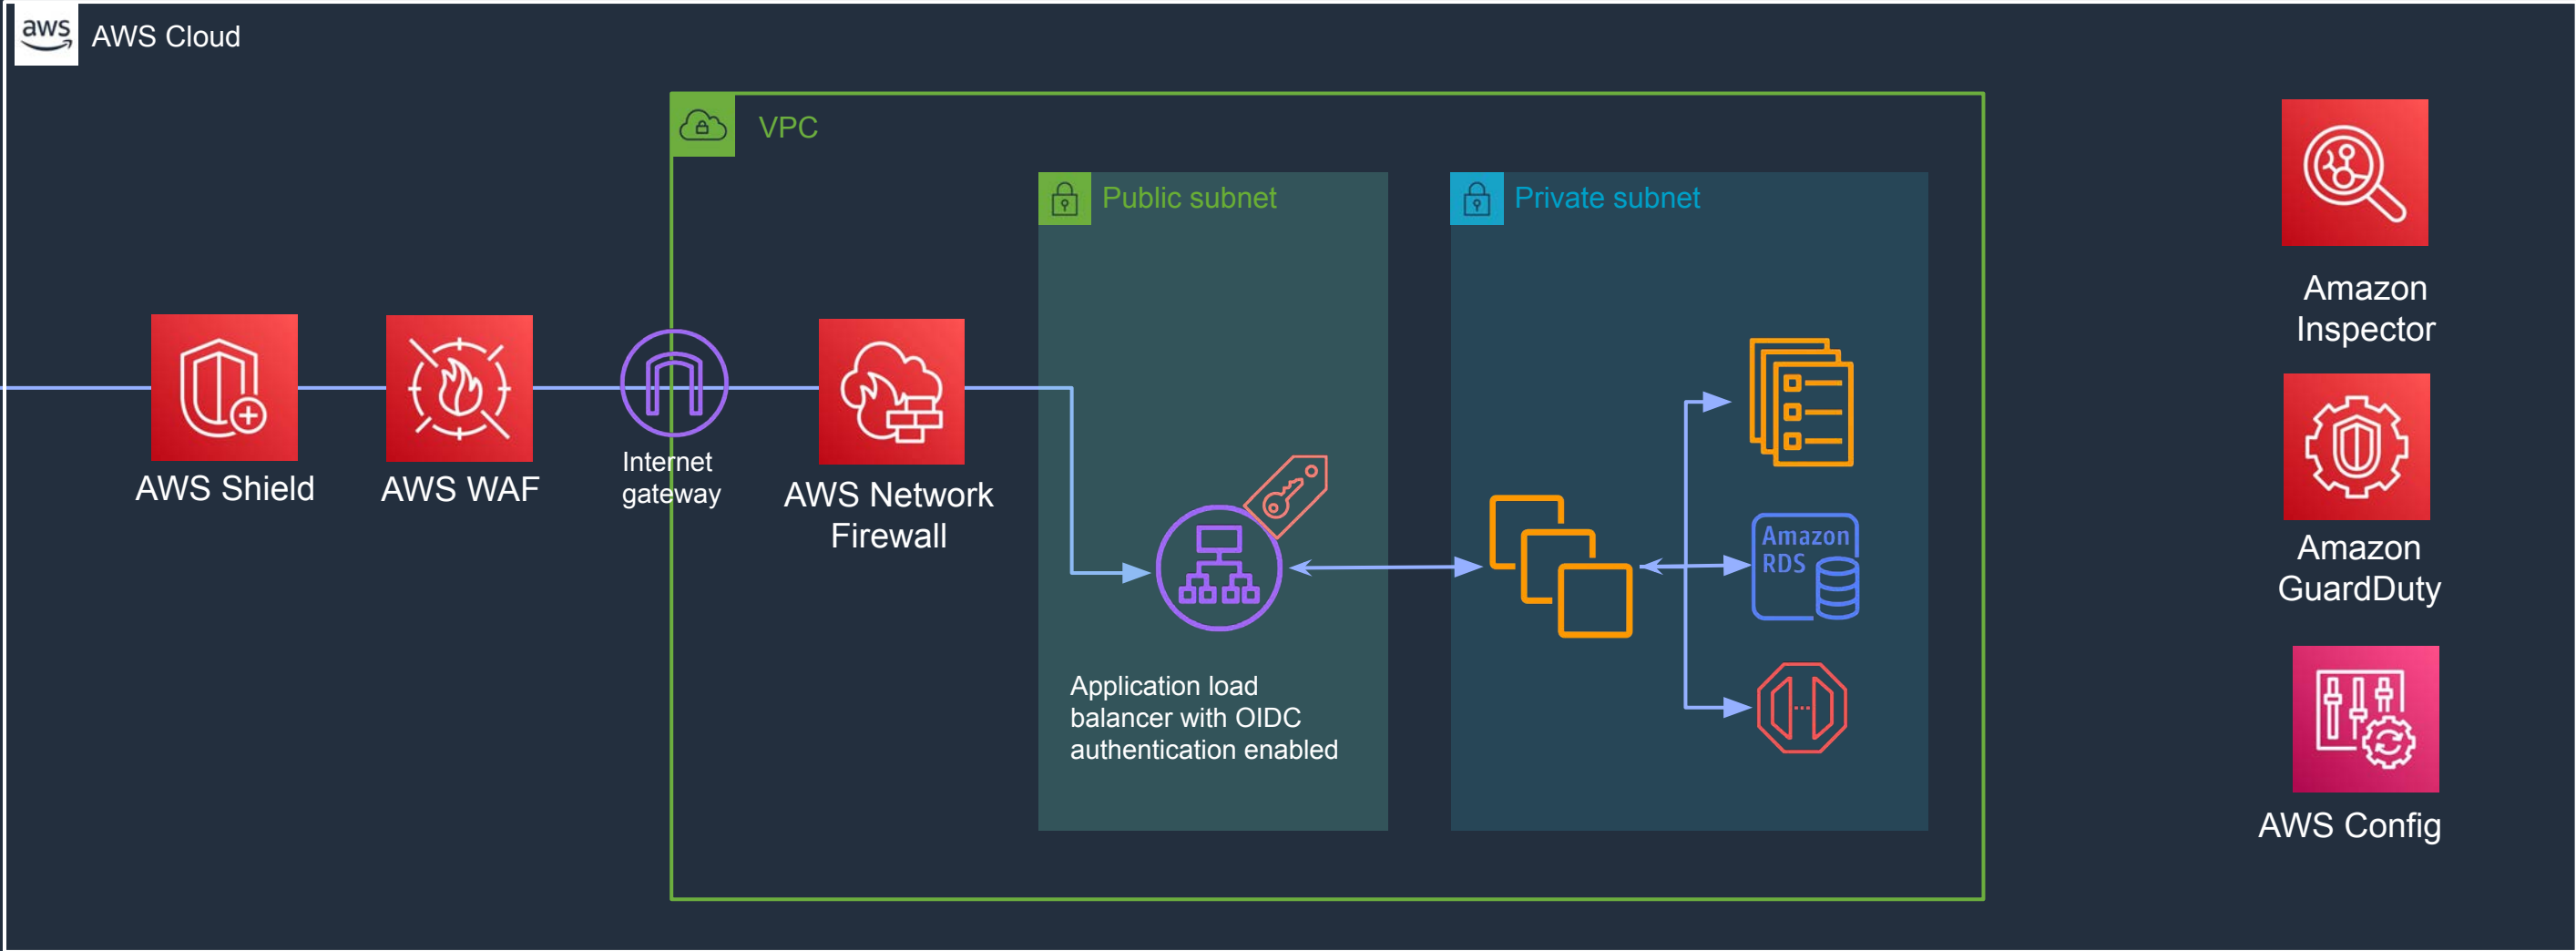 aws
AWS Cloud
VPC
Public subnet
Private subnet
AWS Shield
AWS WAF
Internet
gateway
AWS Network
Firewall
Application load
balancer with OIDC
authentication enabled
Amazon
RDS
Amazon
Inspector
Amazon
GuardDuty
AWS Config